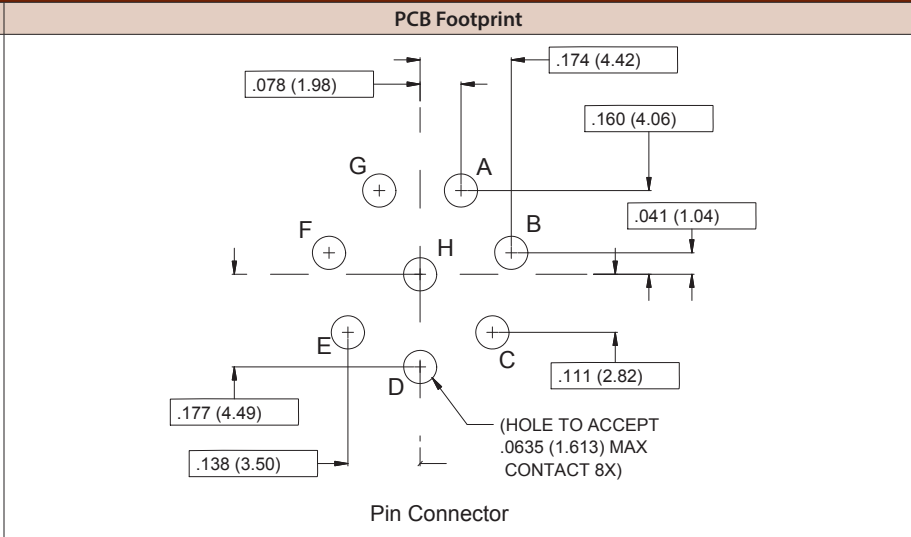 PCB Footprint
.174 (4.42)
.078 (1.98)
.160 (4.06)
G
A
.041 (1.04)
F
B
H
E
C
D
.111 (2.82)
.177 (4.49)
(HOLE TO ACCEPT
.0635 (1.613) MAX
CONTACT 8X)
.138 (3.50)
Pin Connector